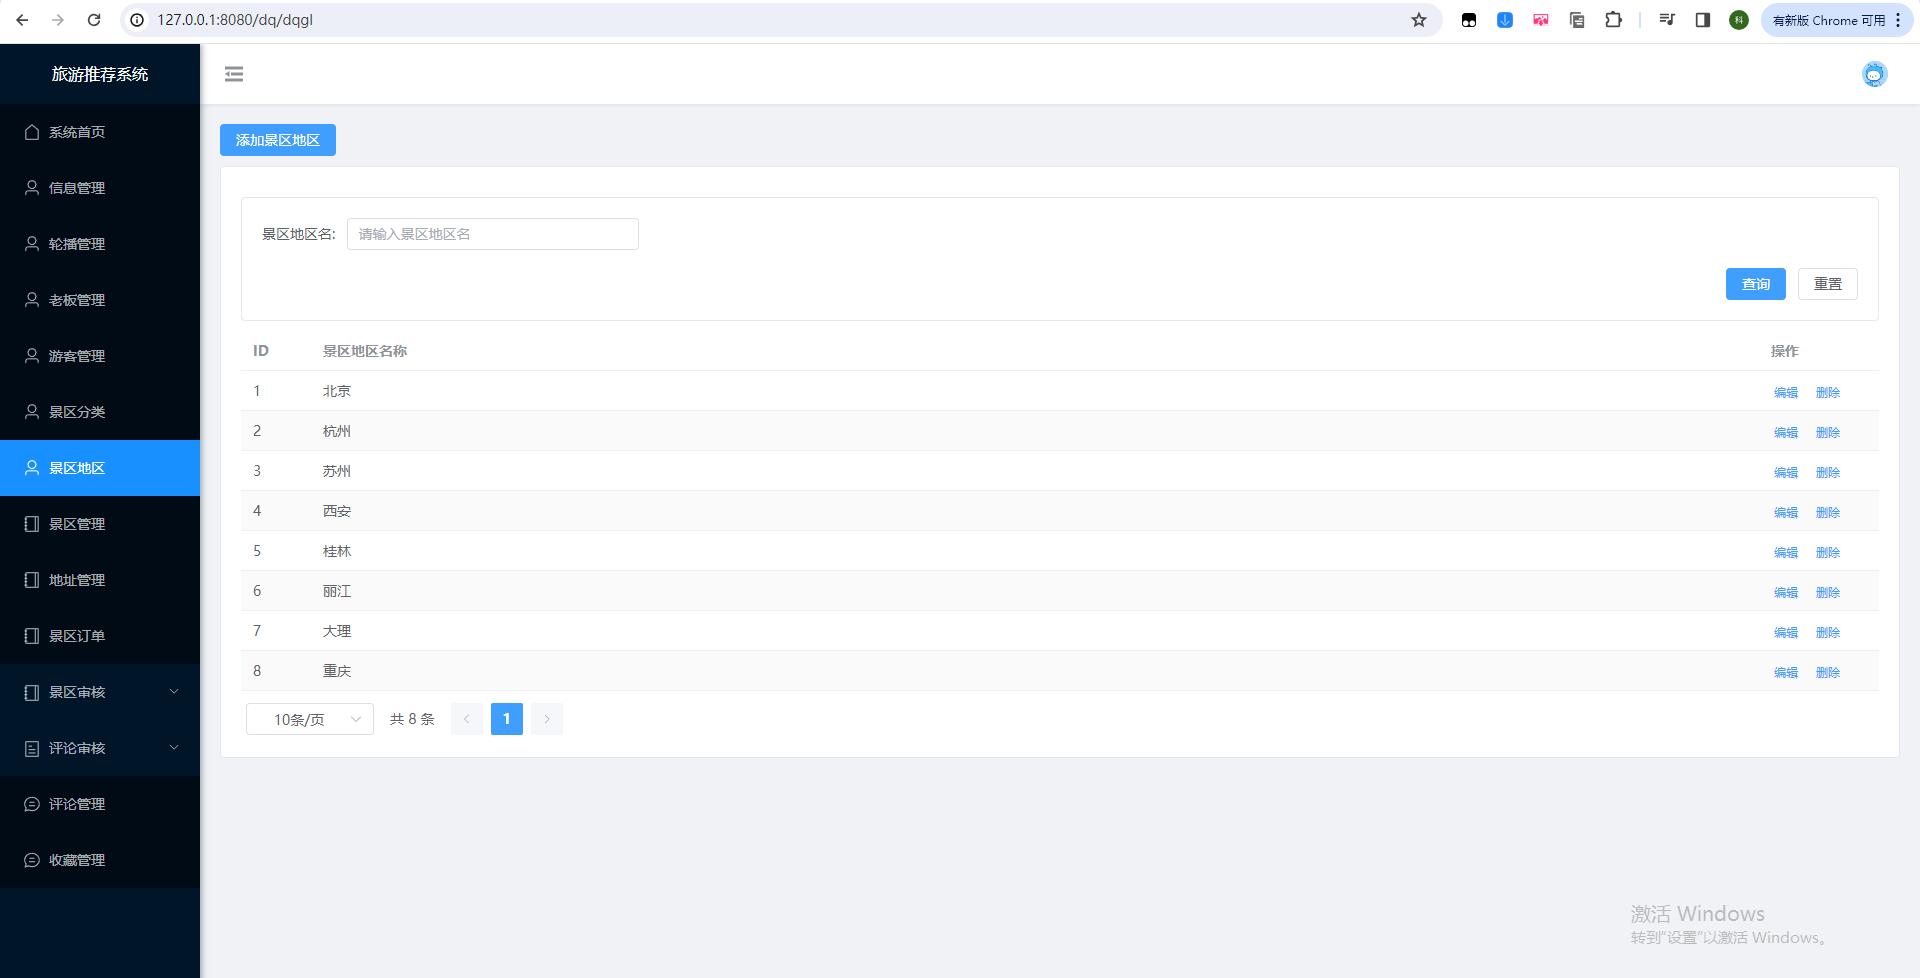 127.0.0.1:8080/dq/dqgl
科
有新版 Chrome 可用
旅游推荐系统
系统首页
信息管理
轮播管理
老板管理
游客管理
景区分类
景区地区
景区管理
地址管理
景区订单
景区审核
评论审核
评论管理
收藏管理
添加景区地区
景区地区名: 请输入景区地区名
查询 重置
ID 景区地区名称 操作
1 北京 编辑 删除
2 杭州 编辑 删除
3 苏州 编辑 删除
4 西安 编辑 删除
5 桂林 编辑 删除
6 丽江 编辑 删除
7 大理 编辑 删除
8 重庆 编辑 删除
10条/页 共 8 条 1
激活 Windows
转到“设置”以激活 Windows。